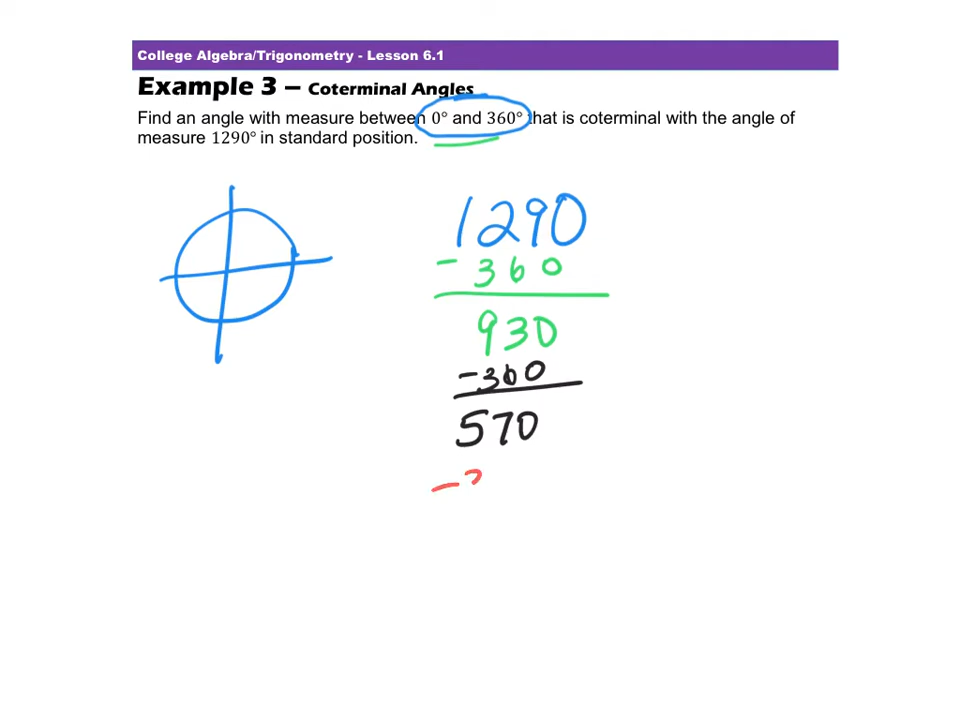 College Algebra/Trigonometry - Lesson 6.1
Example 3 – Coterminal Angles
Find an angle with measure between 0° and 360° that is coterminal with the angle of
measure 1290° in standard position.
1290
- 360
930
-360
570
-